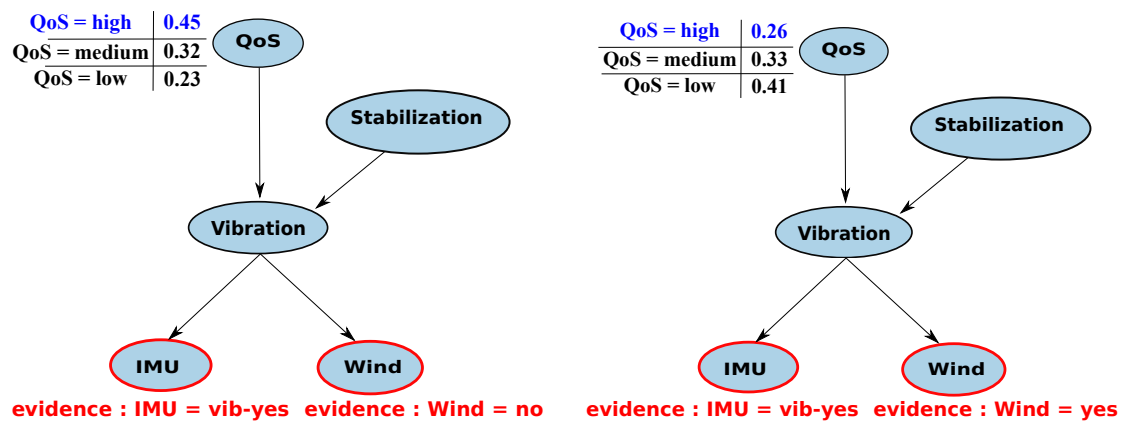 QoS = high 0.45
QoS = medium 0.32
QoS = low 0.23
QoS
Stabilization
Vibration
IMU
Wind
evidence : IMU = vib-yes evidence : Wind = no
QoS = high 0.26
QoS = medium 0.33
QoS = low 0.41
QoS
Stabilization
Vibration
IMU
Wind
evidence : IMU = vib-yes evidence : Wind = yes